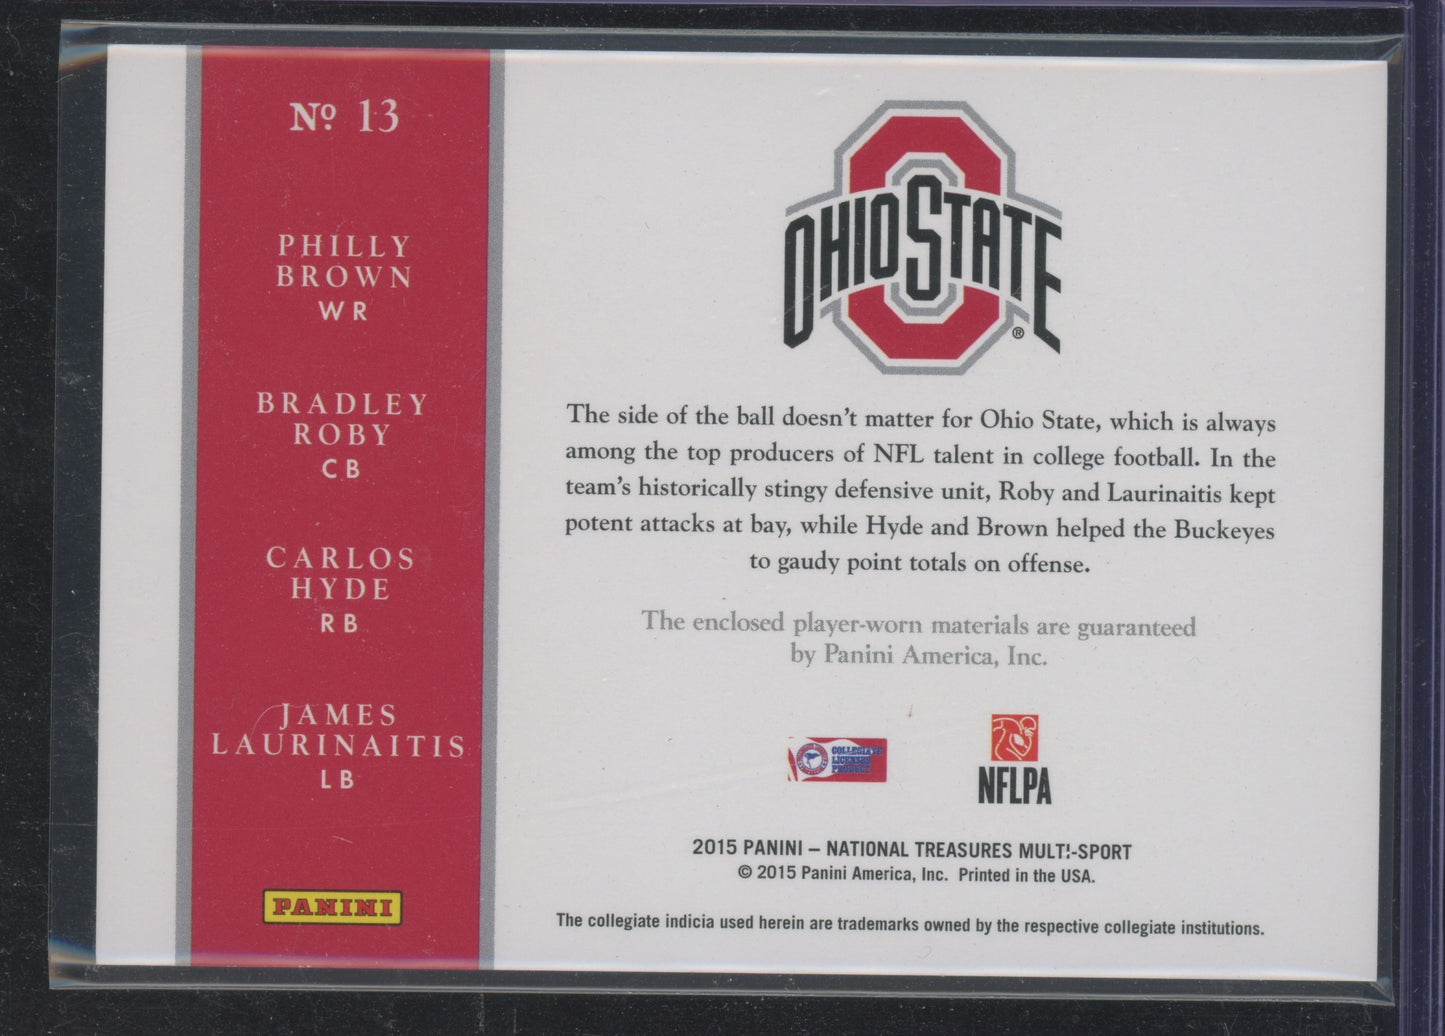 Nº 13
PHILLY
BROWN
WR
BRADLEY
ROBY
CB
CARLOS
HYDE
RB
JAMES
LAURINAITIS
LB
PANINI
OHIO STATE
®
The side of the ball doesn't matter for Ohio State, which is always
among the top producers of NFL talent in college football. In the
team's historically stingy defensive unit, Roby and Laurinaitis kept
potent attacks at bay, while Hyde and Brown helped the Buckeyes
to gaudy point totals on offense.
The enclosed player-worn materials are guaranteed
by Panini America, Inc.
COLLEGIATE
LICENSED
PRODUCT
NFLPA
2015 PANINI – NATIONAL TREASURES MULTI-SPORT
© 2015 Panini America, Inc. Printed in the USA.
The collegiate indicia used herein are trademarks owned by the respective collegiate institutions.